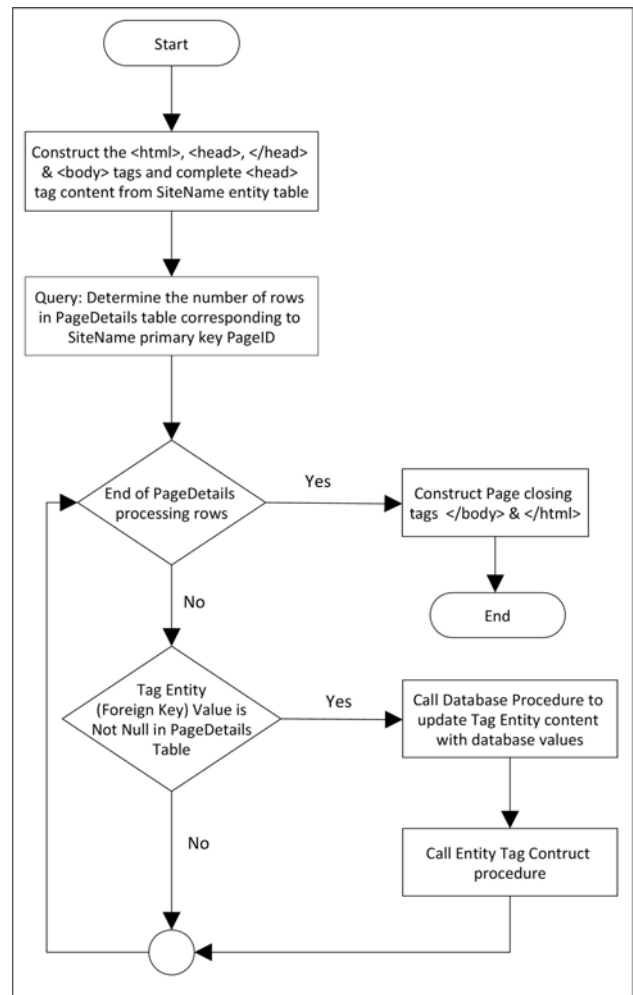 Start
Construct the <html>, <head>, </head>
& <body> tags and complete <head>
tag content from SiteName entity table
Query: Determine the number of rows
in PageDetails table corresponding to
SiteName primary key PageID
End of PageDetails
processing rows
Yes
Construct Page closing
tags </body> & </html>
End
No
Tag Entity
(Foreign Key) Value is
Not Null in PageDetails
Table
Yes
Call Database Procedure to
update Tag Entity content
with database values
No
Call Entity Tag Contruct
procedure